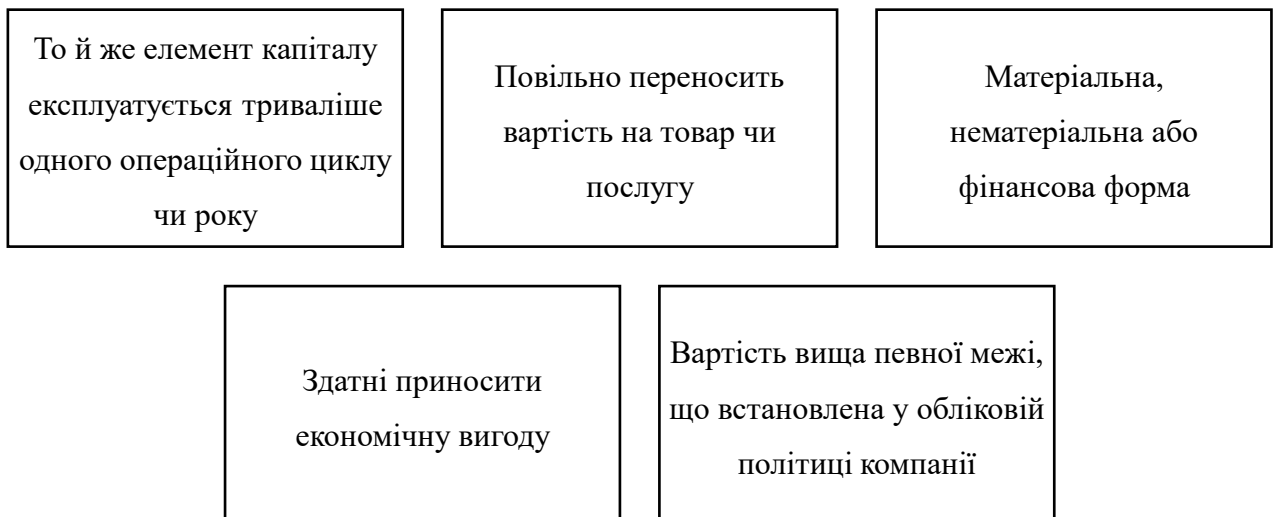 То й же елемент капіталу
експлуатується триваліше
одного операційного циклу
чи року
Повільно переносить
вартість на товар чи
послугу
Матеріальна,
нематеріальна або
фінансова форма
Здатні приносити
економічну вигоду
Вартість вища певної межі,
що встановлена у обліковій
політиці компанії